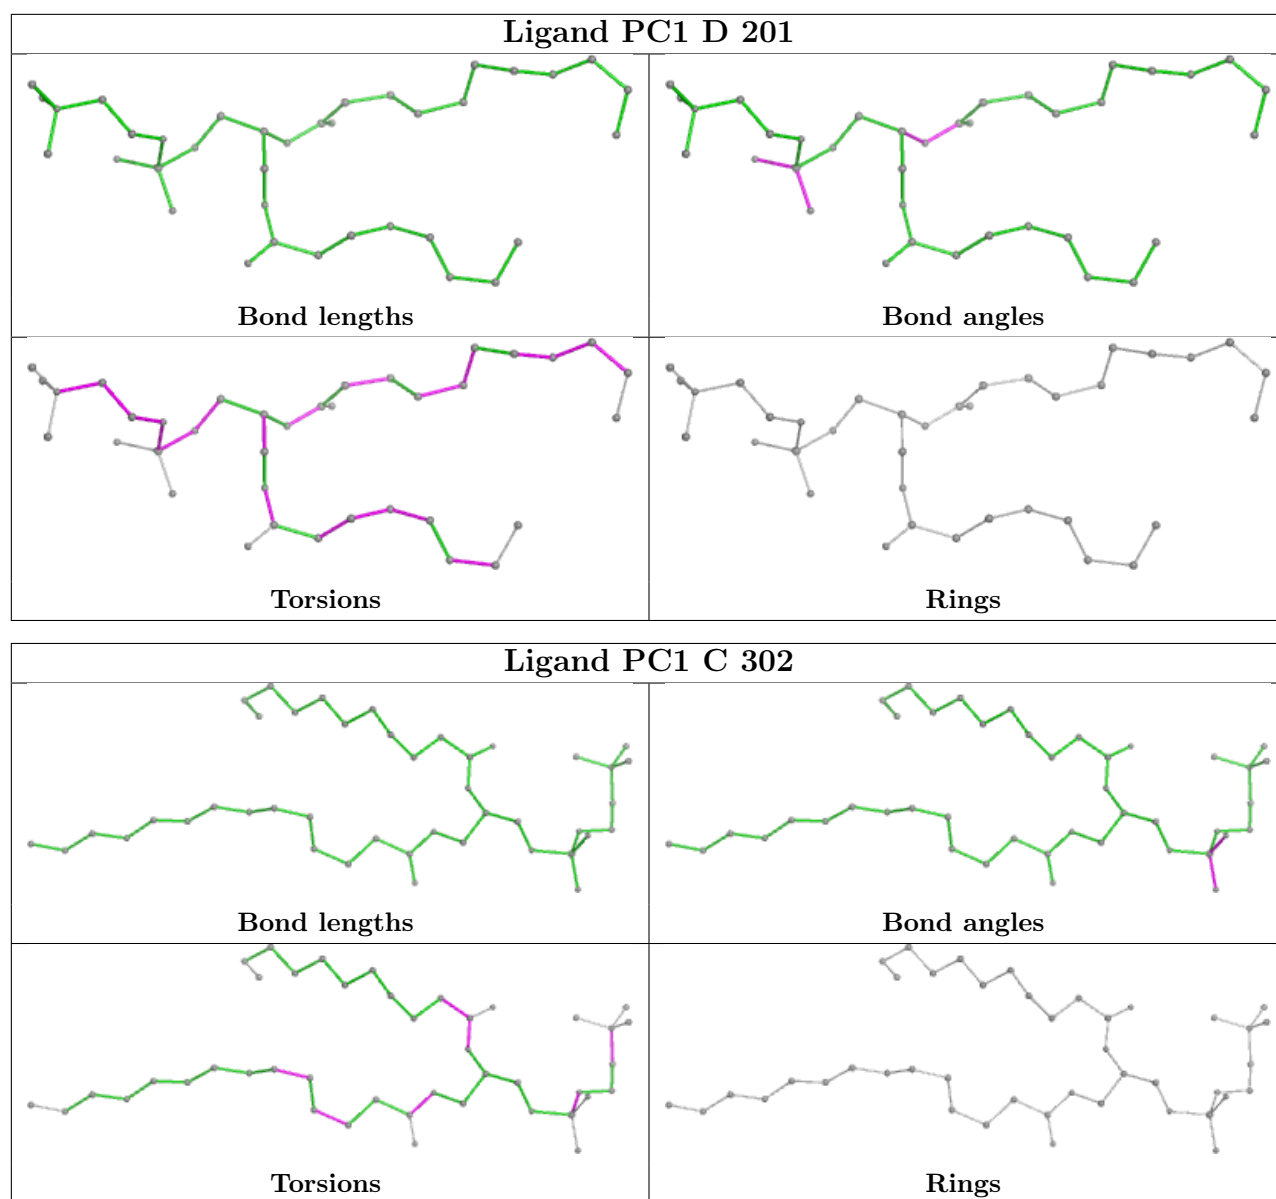 Ligand PC1 D 201
Bond lengths
Bond angles
Torsions
Rings
Ligand PC1 C 302
Bond lengths
Bond angles
Torsions
Rings